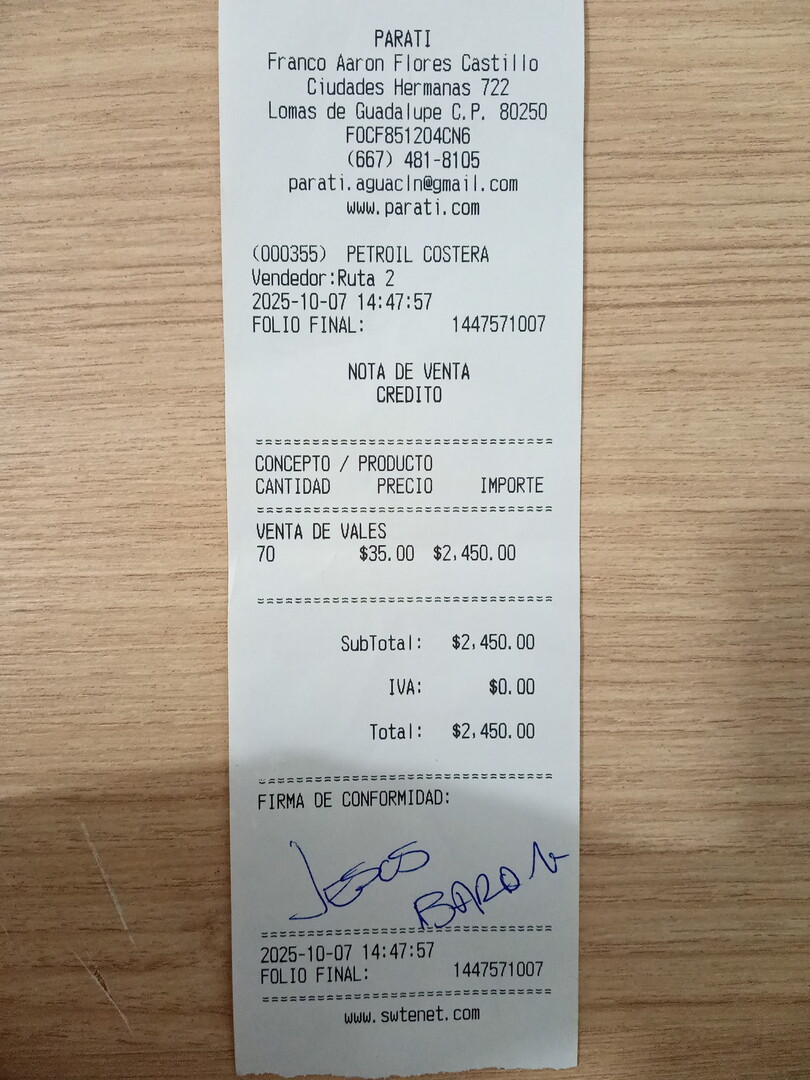 PARATI
Franco Aaron Flores Castillo
Ciudades Hermanas 722
Lomas de Guadalupe C.P. 80250
FOCF851204CN6
(667) 481-8105
parati.aguacln@gmail.com
www.parati.com
(000355) PETROIL COSTERA
Vendedor:Ruta 2
2025-10-07 14:47:57
FOLIO FINAL: 1447571007
NOTA DE VENTA
CREDITO
================================
CONCEPTO / PRODUCTO
CANTIDAD PRECIO IMPORTE
================================
VENTA DE VALES
70 $35.00 $2,450.00
================================
SubTotal: $2,450.00
IVA: $0.00
Total: $2,450.00
================================
FIRMA DE CONFORMIDAD:
JESUS
BARON
================================
2025-10-07 14:47:57
FOLIO FINAL: 1447571007
================================
www.swtenet.com